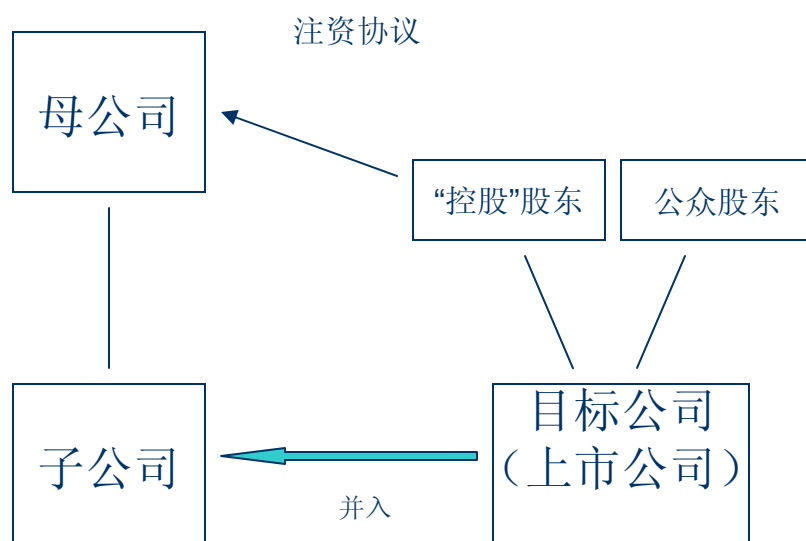 注资协议
母公司
“控股”股东
公众股东
目标公司
（上市公司）
子公司
并入